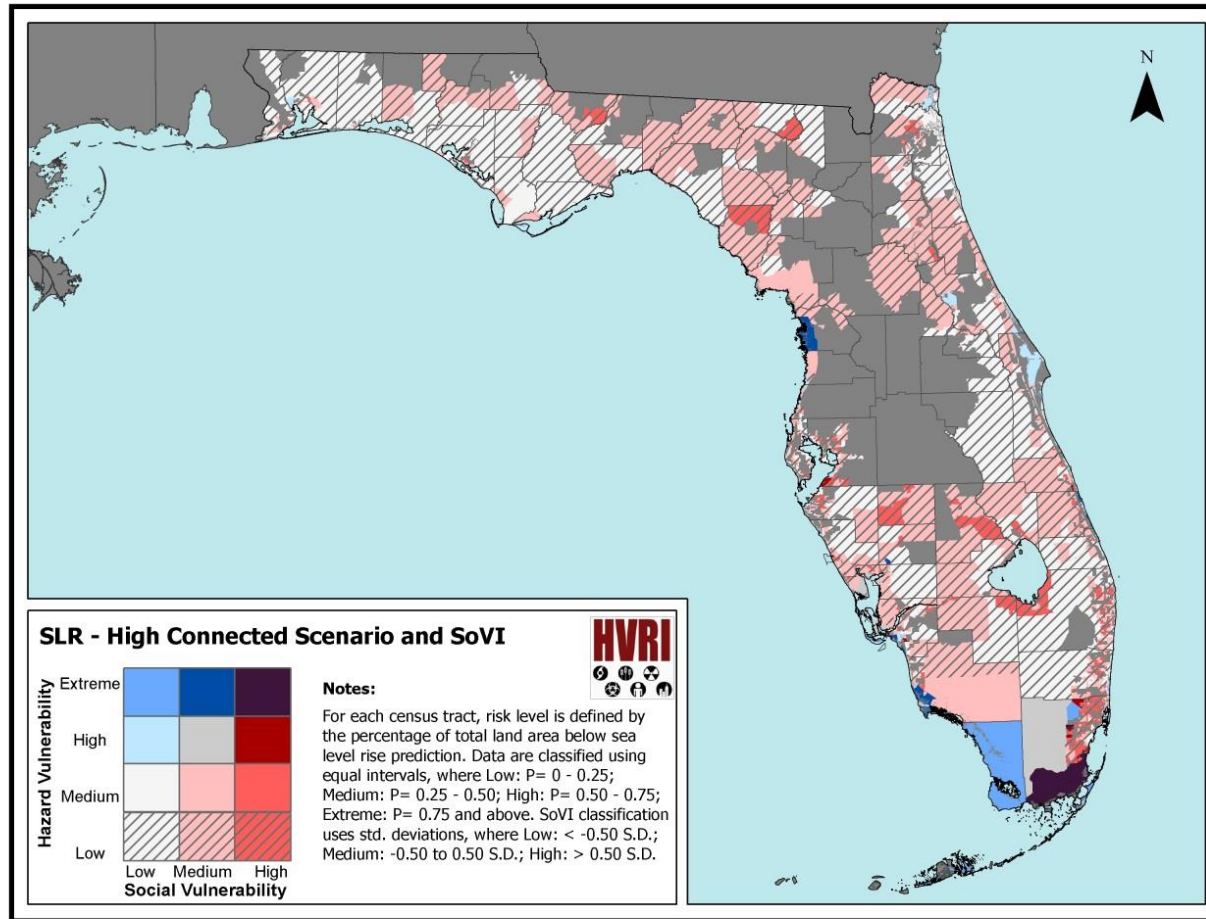 N
SLR - High Connected Scenario and SoVI
HVRI
Hazard Vulnerability
Extreme
High
Medium
Low
Low Medium High
Social Vulnerability
Notes:
For each census tract, risk level is defined by
the percentage of total land area below sea
level rise prediction. Data are classified using
equal intervals, where Low: P= 0 - 0.25;
Medium: P= 0.25 - 0.50; High: P= 0.50 - 0.75;
Extreme: P= 0.75 and above. SoVI classification
uses std. deviations, where Low: < -0.50 S.D.;
Medium: -0.50 to 0.50 S.D.; High: > 0.50 S.D.